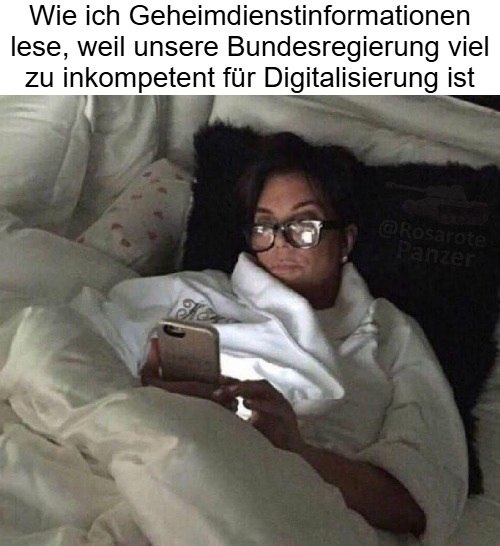 Wie ich Geheimdienstinformationen
lese, weil unsere Bundesregierung viel
zu inkompetent für Digitalisierung ist
@Rosarote
Panzer